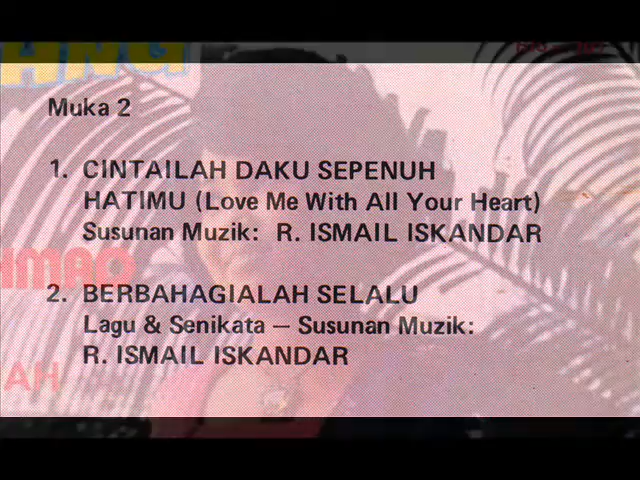 Muka 2
1. CINTAILAH DAKU SEPENUH
HATIMU (Love Me With All Your Heart)
Susunan Muzik: R. ISMAIL ISKANDAR
2. BERBAHAGIALAH SELALU
Lagu & Senikata — Susunan Muzik:
R. ISMAIL ISKANDAR